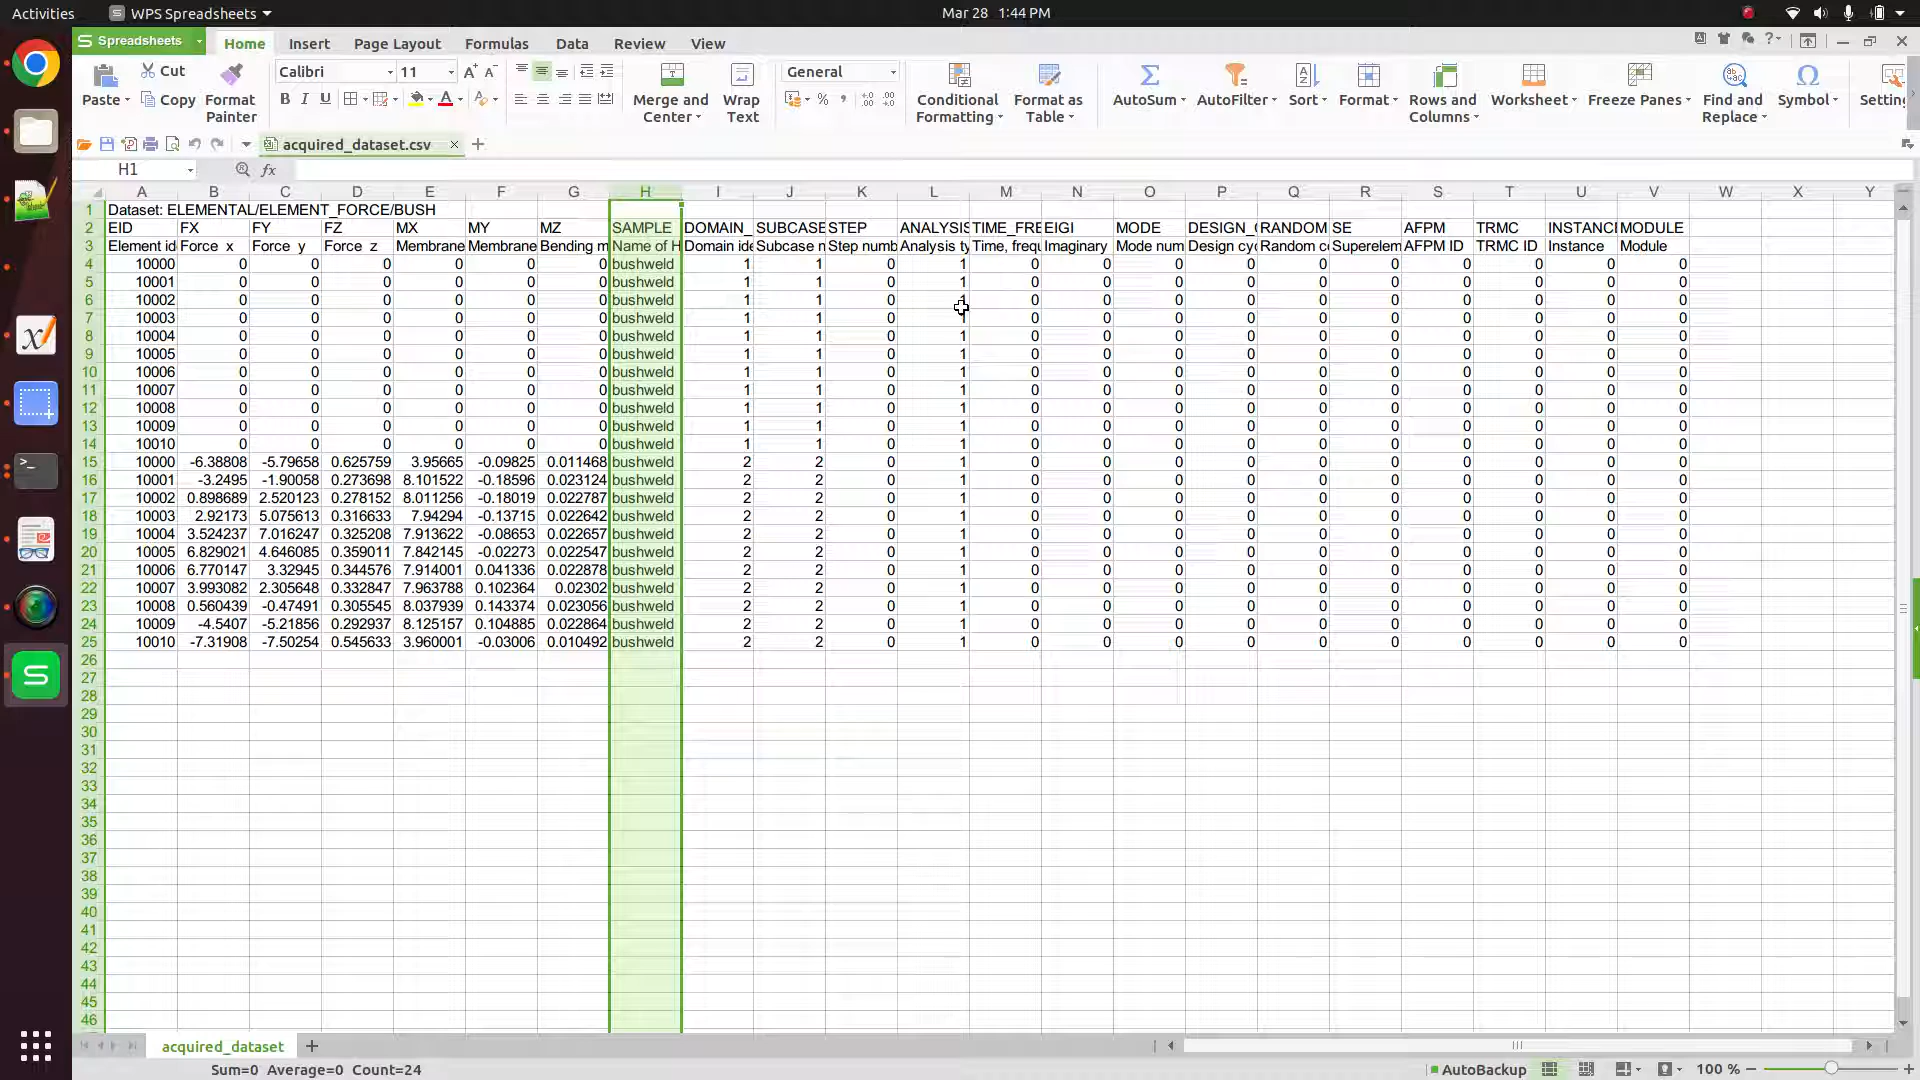 Activities WPS Spreadsheets Mar 28 1:44 PM
Spreadsheets Home Insert Page Layout Formulas Data Review View
Paste Cut Copy Format Painter Calibri 11 B I U Merge and Center Wrap Text General Conditional Formatting Format as Table AutoSum AutoFilter Sort Format Rows and Columns Worksheet Freeze Panes Find and Replace Symbol Setting
acquired_dataset.csv
H1 fx
A B C D E F G H I J K L M N O P Q R S T U V W X Y
1 Dataset: ELEMENTAL/ELEMENT_FORCE/BUSH
2 EID FX FY FZ MX MY MZ SAMPLE DOMAIN_ SUBCASE STEP ANALYSIS TIME_FRE EIGI MODE DESIGN_ RANDOM SE AFPM TRMC INSTANC MODULE
3 Element id Force x Force y Force z Membrane Membrane Bending m Name of H Domain ide Subcase n Step numb Analysis ty Time, frequ Imaginary Mode num Design cyc Random co Superelem AFPM ID TRMC ID Instance Module
4 10000 0 0 0 0 0 0 bushweld 1 1 0 1 0 0 0 0 0 0 0 0 0 0
5 10001 0 0 0 0 0 0 bushweld 1 1 0 1 0 0 0 0 0 0 0 0 0 0
6 10002 0 0 0 0 0 0 bushweld 1 1 0 1 0 0 0 0 0 0 0 0 0 0
7 10003 0 0 0 0 0 0 bushweld 1 1 0 1 0 0 0 0 0 0 0 0 0 0
8 10004 0 0 0 0 0 0 bushweld 1 1 0 1 0 0 0 0 0 0 0 0 0 0
9 10005 0 0 0 0 0 0 bushweld 1 1 0 1 0 0 0 0 0 0 0 0 0 0
10 10006 0 0 0 0 0 0 bushweld 1 1 0 1 0 0 0 0 0 0 0 0 0 0
11 10007 0 0 0 0 0 0 bushweld 1 1 0 1 0 0 0 0 0 0 0 0 0 0
12 10008 0 0 0 0 0 0 bushweld 1 1 0 1 0 0 0 0 0 0 0 0 0 0
13 10009 0 0 0 0 0 0 bushweld 1 1 0 1 0 0 0 0 0 0 0 0 0 0
14 10010 0 0 0 0 0 0 bushweld 1 1 0 1 0 0 0 0 0 0 0 0 0 0
15 10000 -6.38808 -5.79658 0.625759 3.95665 -0.09825 0.011468 bushweld 2 2 0 1 0 0 0 0 0 0 0 0 0 0
16 10001 -3.2495 -1.90058 0.273698 8.101522 -0.18596 0.023124 bushweld 2 2 0 1 0 0 0 0 0 0 0 0 0 0
17 10002 0.898689 2.520123 0.278152 8.011256 -0.18019 0.022787 bushweld 2 2 0 1 0 0 0 0 0 0 0 0 0 0
18 10003 2.92173 5.075613 0.316633 7.94294 -0.13715 0.022642 bushweld 2 2 0 1 0 0 0 0 0 0 0 0 0 0
19 10004 3.524237 7.016247 0.325208 7.913622 -0.08653 0.022657 bushweld 2 2 0 1 0 0 0 0 0 0 0 0 0 0
20 10005 6.829021 4.646085 0.359011 7.842145 -0.02273 0.022547 bushweld 2 2 0 1 0 0 0 0 0 0 0 0 0 0
21 10006 6.770147 3.32945 0.344576 7.914001 0.041336 0.022878 bushweld 2 2 0 1 0 0 0 0 0 0 0 0 0 0
22 10007 3.993082 2.305648 0.332847 7.963788 0.102364 0.02302 bushweld 2 2 0 1 0 0 0 0 0 0 0 0 0 0
23 10008 0.560439 -0.47491 0.305545 8.037939 0.143374 0.023056 bushweld 2 2 0 1 0 0 0 0 0 0 0 0 0 0
24 10009 -4.5407 -5.21856 0.292937 8.125157 0.104885 0.022864 bushweld 2 2 0 1 0 0 0 0 0 0 0 0 0 0
25 10010 -7.31908 -7.50254 0.545633 3.960001 -0.03006 0.010492 bushweld 2 2 0 1 0 0 0 0 0 0 0 0 0 0
26
27
28
29
30
31
32
33
34
35
36
37
38
39
40
41
42
43
44
45
46
acquired_dataset
Sum=0 Average=0 Count=24 AutoBackup 100 %